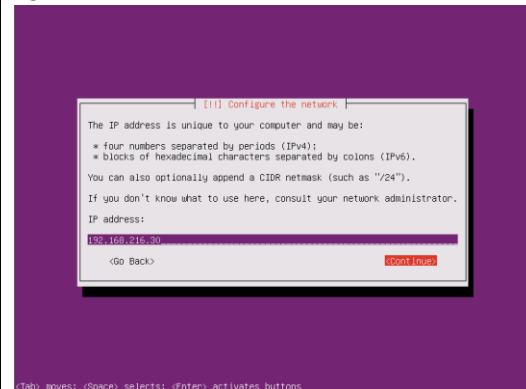 [!!] Configure the network
The IP address is unique to your computer and may be:
* four numbers separated by periods (IPv4);
* blocks of hexadecimal characters separated by colons (IPv6).
You can also optionally append a CIDR netmask (such as "/24").
If you don't know what to use here, consult your network administrator.
IP address:
192.168.216.30
<Go Back> <Continue>
<Tab> moves; <Space> selects; <Enter> activates buttons